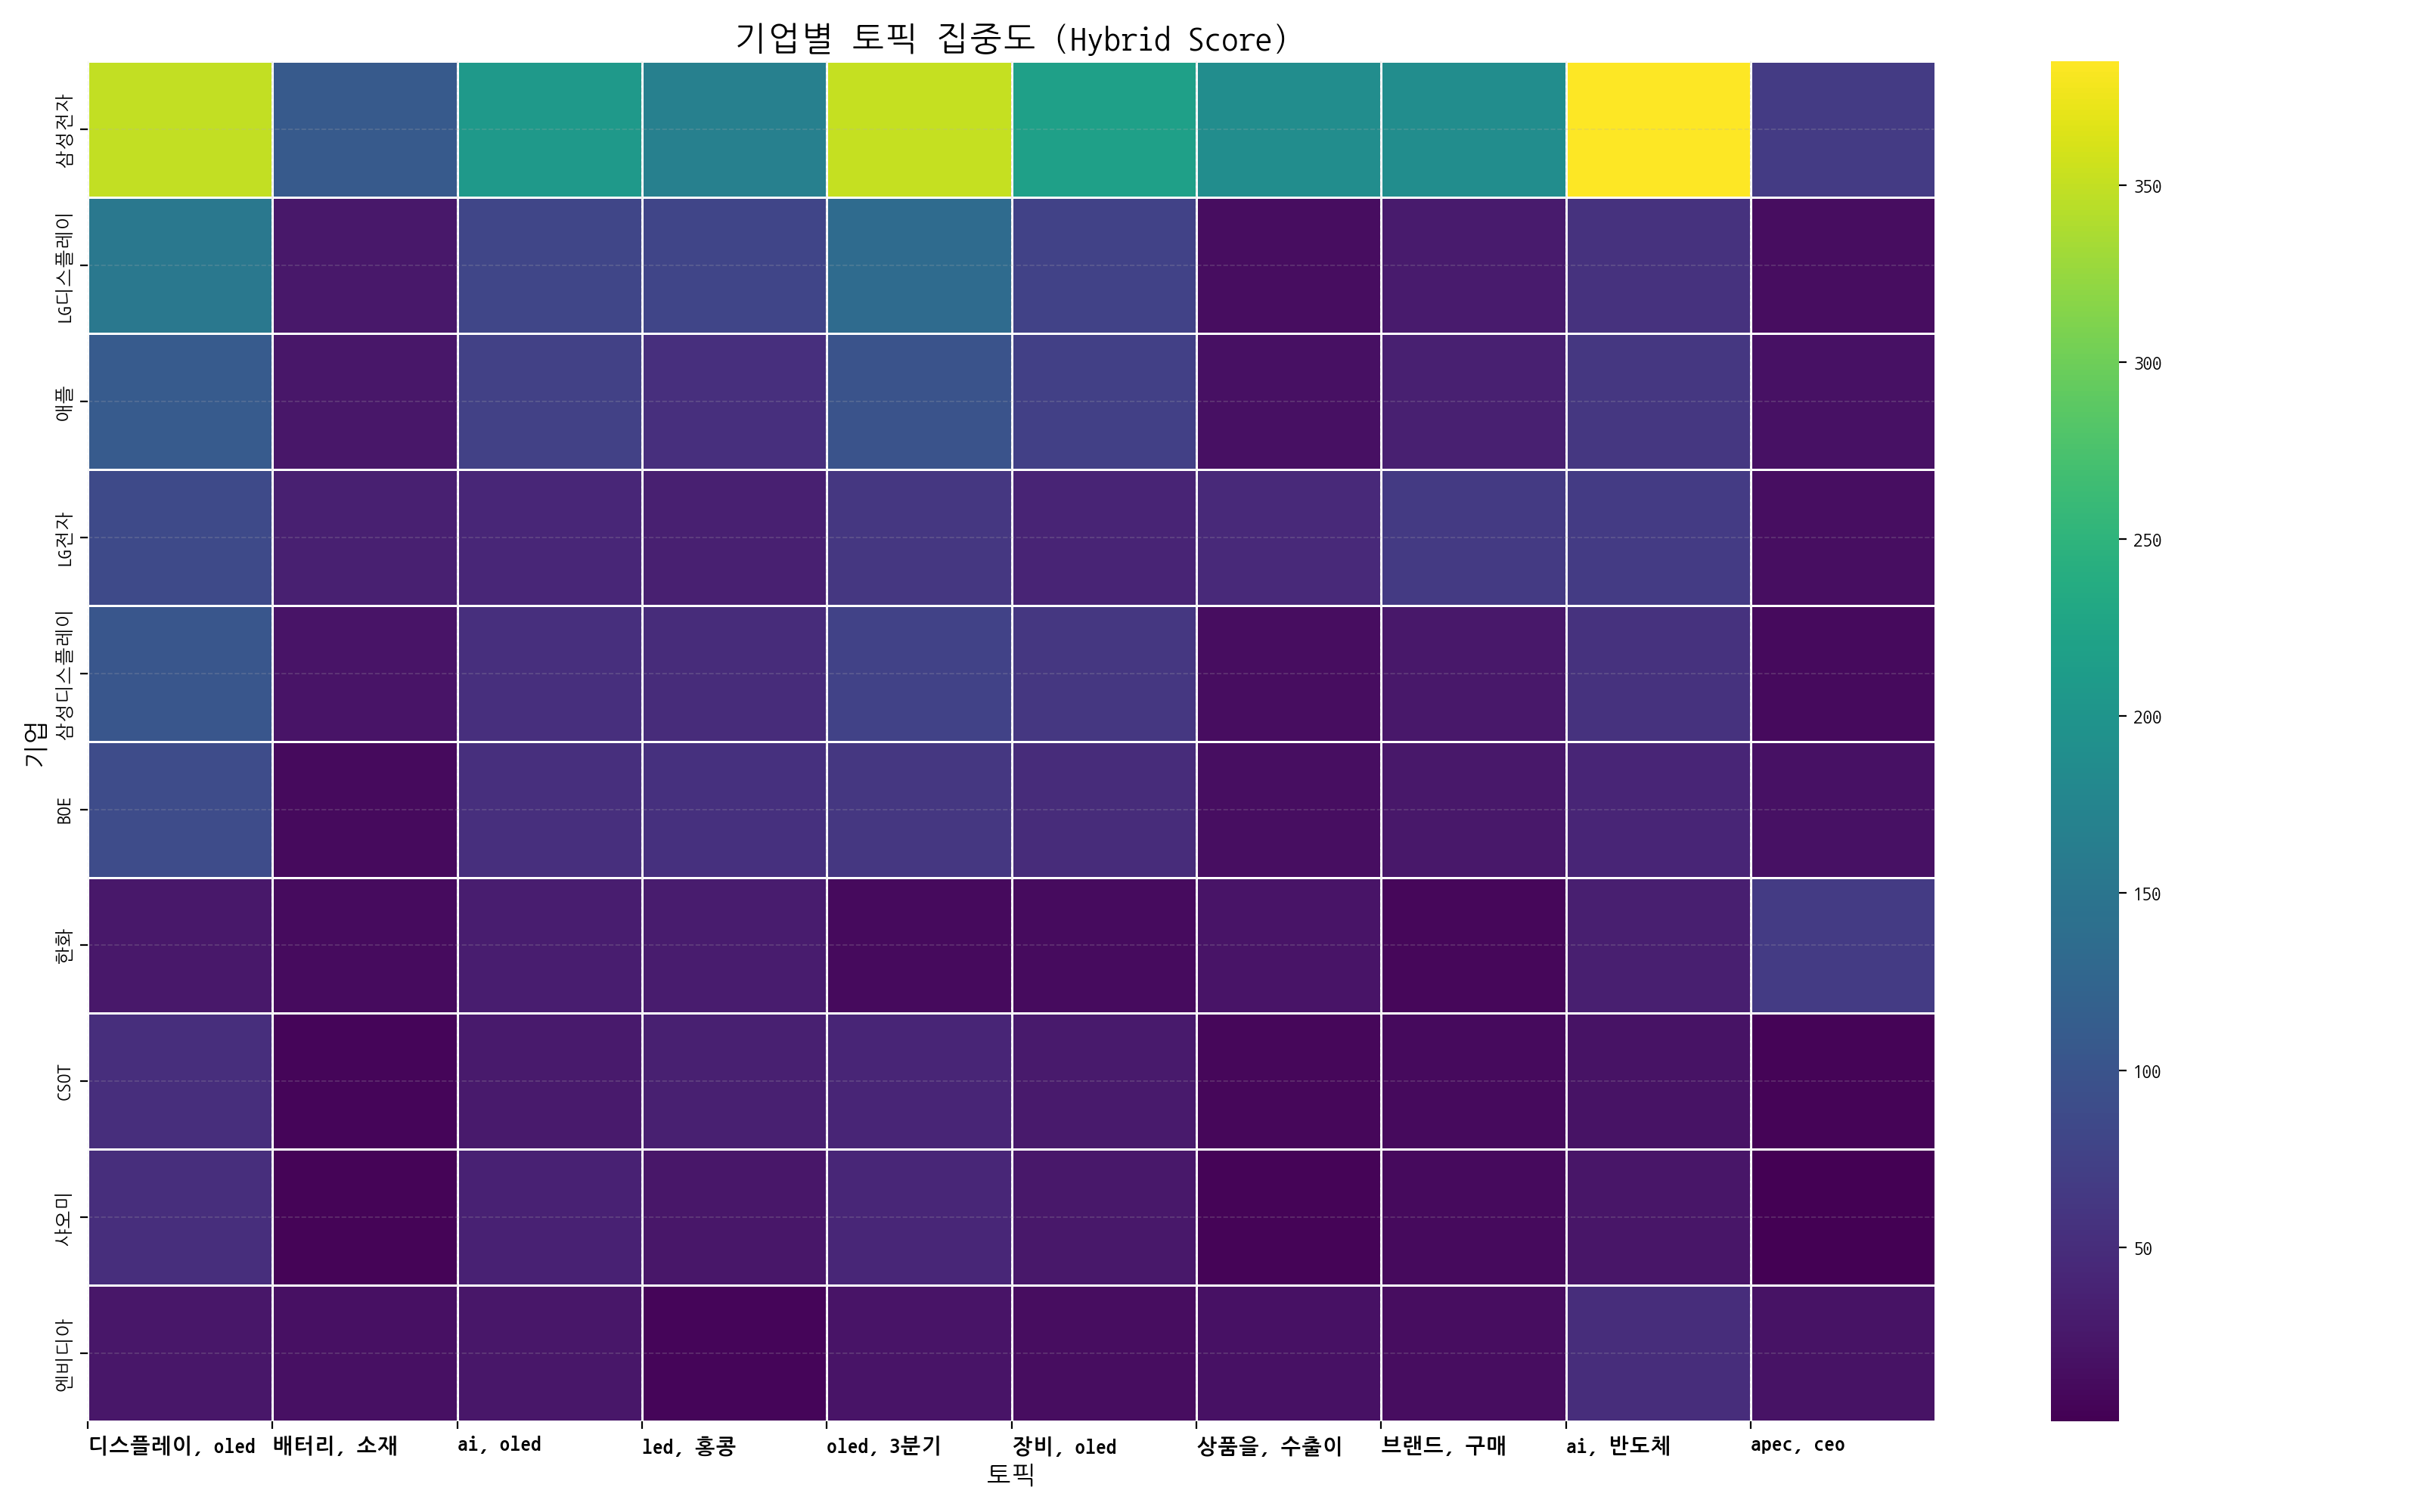 기업별 토픽 집중도 (Hybrid Score)
기업
삼성전자
LG디스플레이
애플
LG전자
삼성디스플레이
BOE
한화
CSOT
샤오미
엔비디아
디스플레이, oled
배터리, 소재
ai, oled
led, 홍콩
oled, 3분기
장비, oled
상품을, 수출이
브랜드, 구매
ai, 반도체
apec, ceo
토픽
350
300
250
200
150
100
50